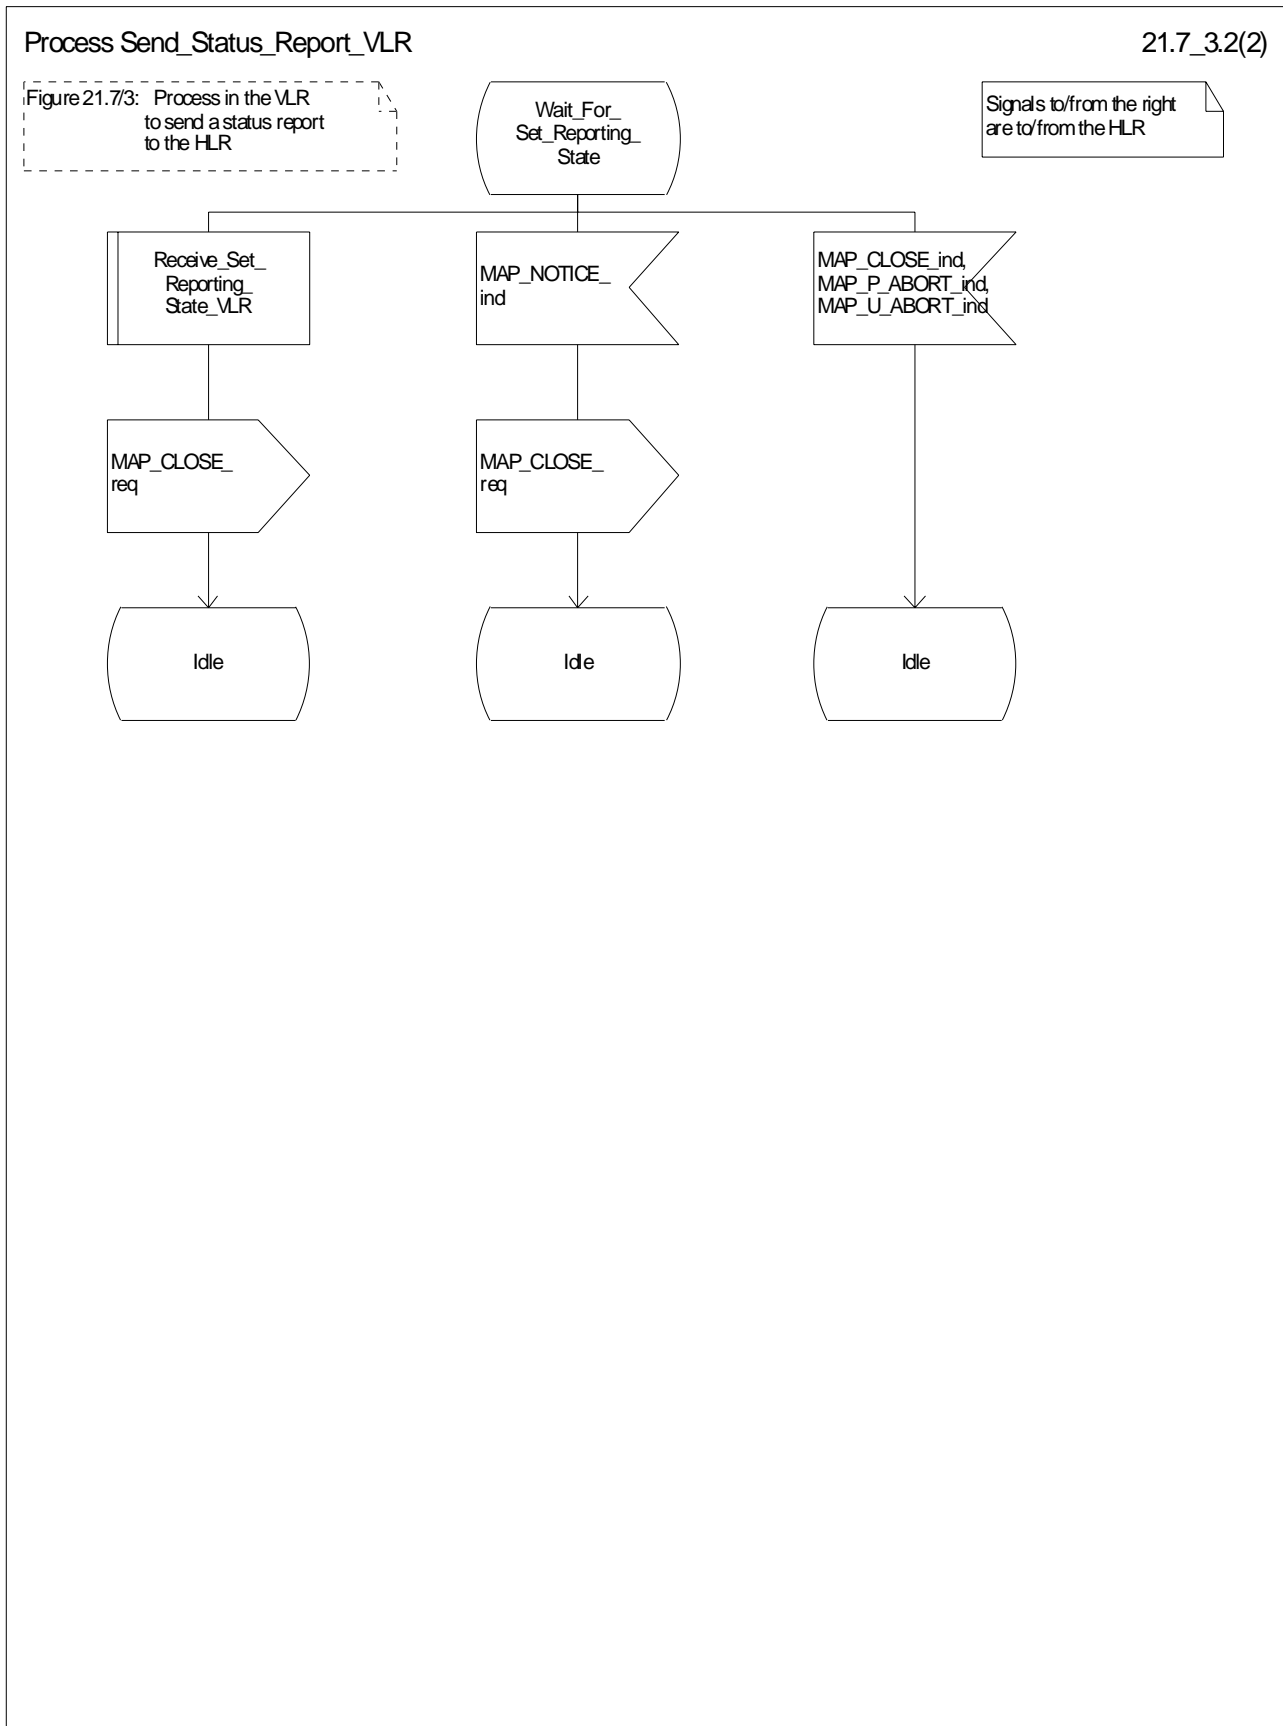 Process Send_Status_Report_VLR
21.7_3.2(2)
Figure 21.7/3: Process in the VLR
to send a status report
to the HLR
Wait_For_
Set_Reporting_
State
Signals to/from the right
are to/from the HLR
Receive_Set_
Reporting_
State_VLR
MAP_NOTICE_
ind
MAP_CLOSE_ind,
MAP_P_ABORT_ind,
MAP_U_ABORT_ind
MAP_CLOSE_
req
MAP_CLOSE_
req
Idle
Idle
Idle